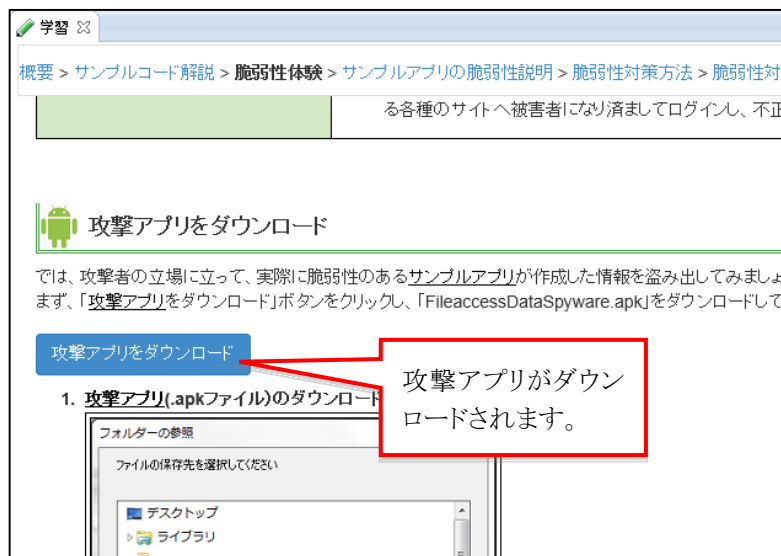 学習
概要 > サンプルコード解説 > 脆弱性体験 > サンプルアプリの脆弱性説明 > 脆弱性対策方法 > 脆弱性対
る各種のサイトへ被害者になり済ましてログインし、不正
攻撃アプリをダウンロード
では、攻撃者の立場に立って、実際に脆弱性のあるサンプルアプリが作成した情報を盗み出してみましょ
まず、「攻撃アプリをダウンロード」ボタンをクリックし、「FileaccessDataSpyware.apk」をダウンロードして
攻撃アプリをダウンロード
攻撃アプリがダウン
ロードされます。
1. 攻撃アプリ(.apkファイル)のダウンロード
フォルダーの参照
ファイルの保存先を選択してください
デスクトップ
ライブラリ